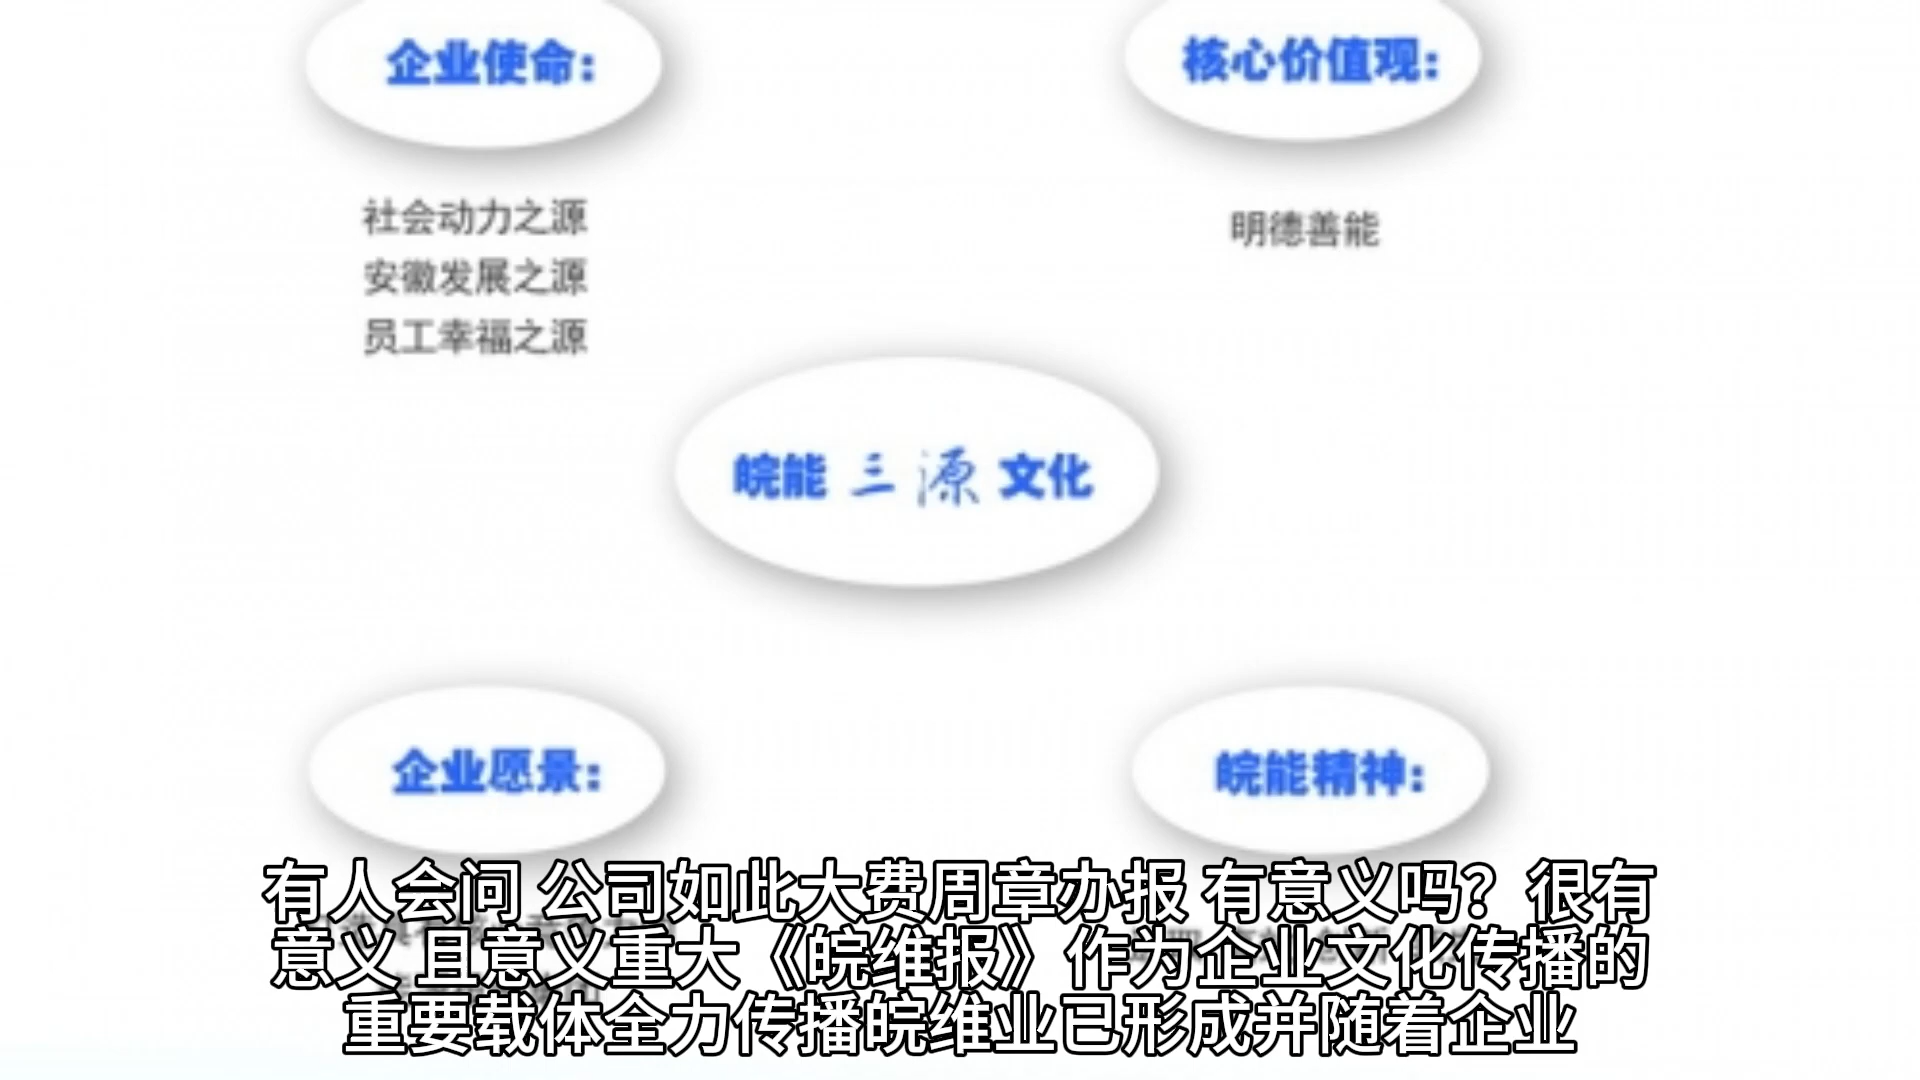 企业使命:
核心价值观:
社会动力之源
安徽发展之源
员工幸福之源
明德善能
皖能 三源 文化
企业愿景:
皖能精神:
有人会问 公司如此大费周章办报 有意义吗？很有
意义 且意义重大《皖维报》作为企业文化传播的
重要载体全力传播皖维业已形成并随着企业